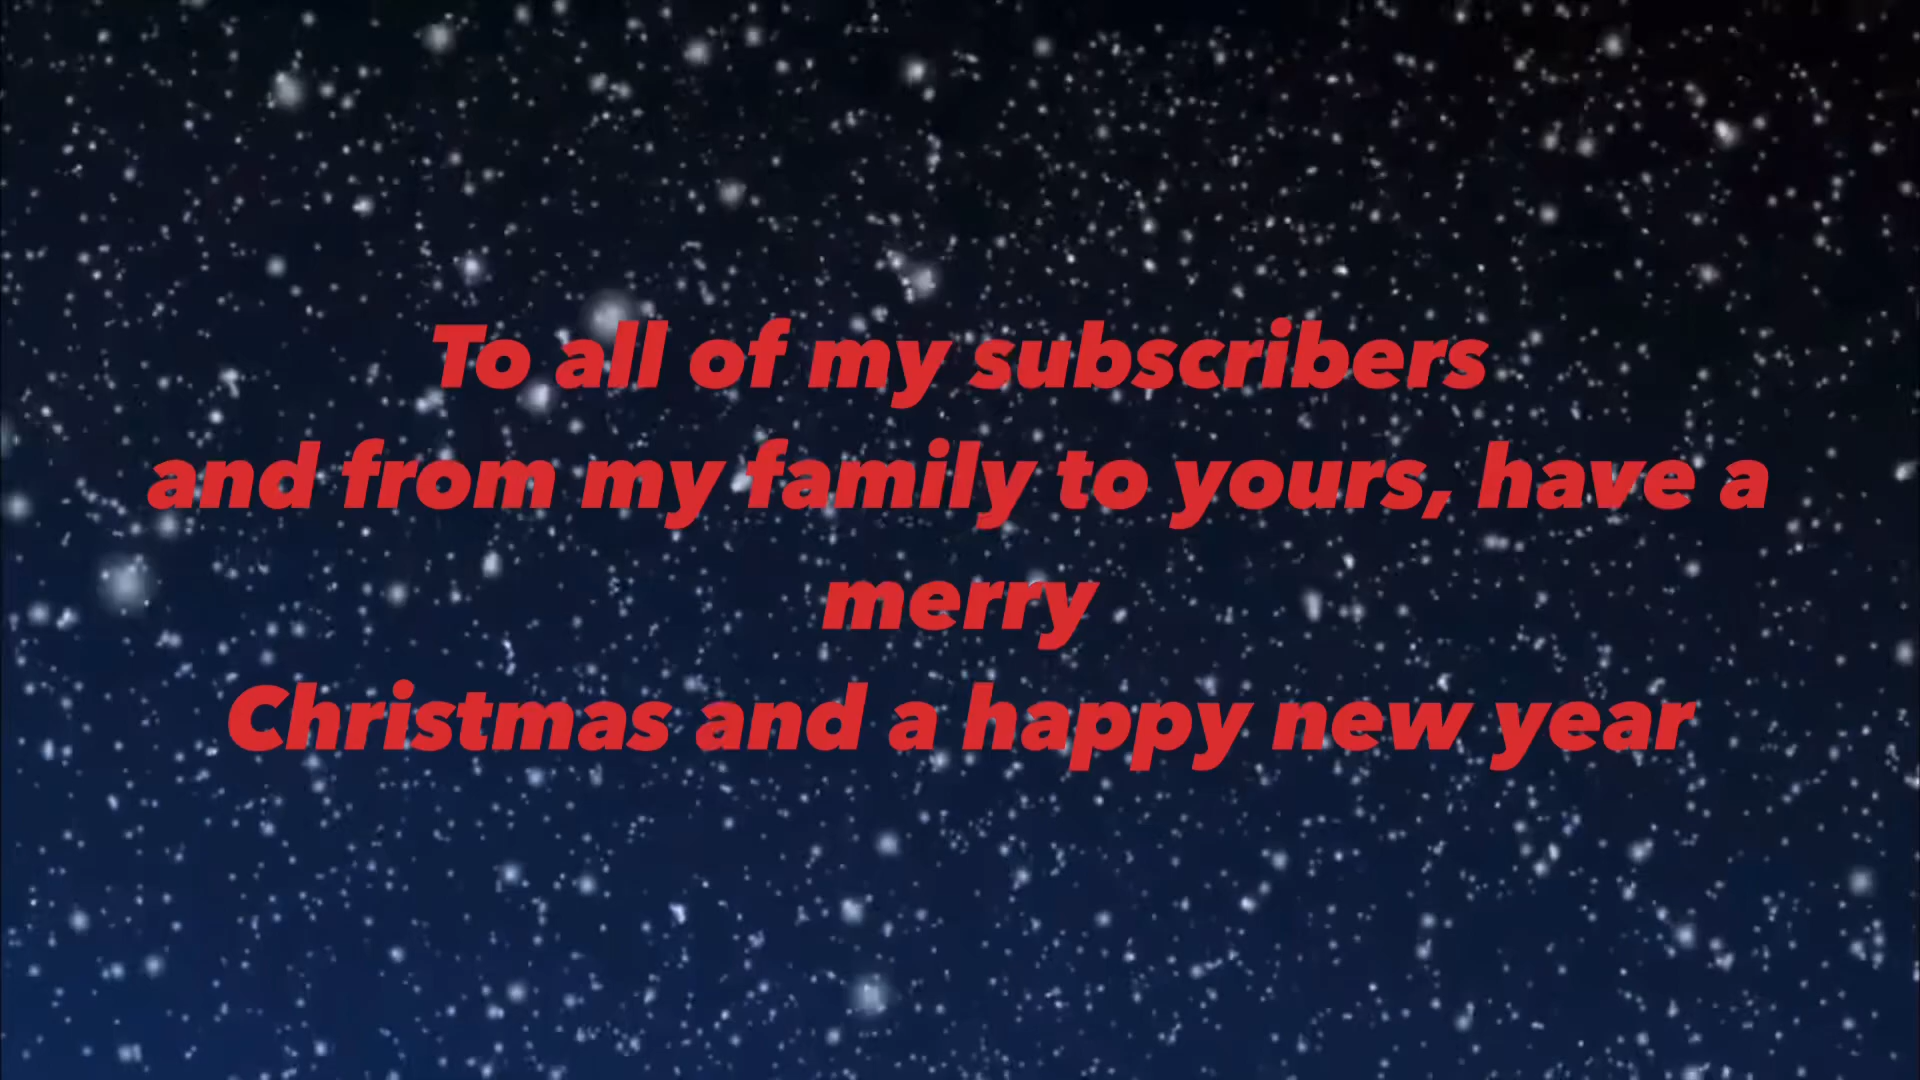 To all of my subscribers
and from my family to yours, have a
merry
Christmas and a happy new year